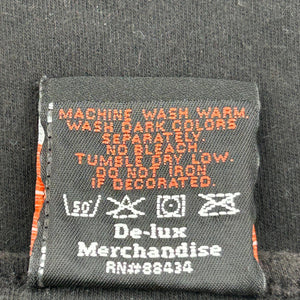 MACHINE WASH WARM.
WASH DARK COLORS
SEPARATELY
NO BLEACH.
TUMBLE DRY LOW.
DO NOT IRON
IF DECORATED.
50°
De-lux
Merchandise
RN#88434